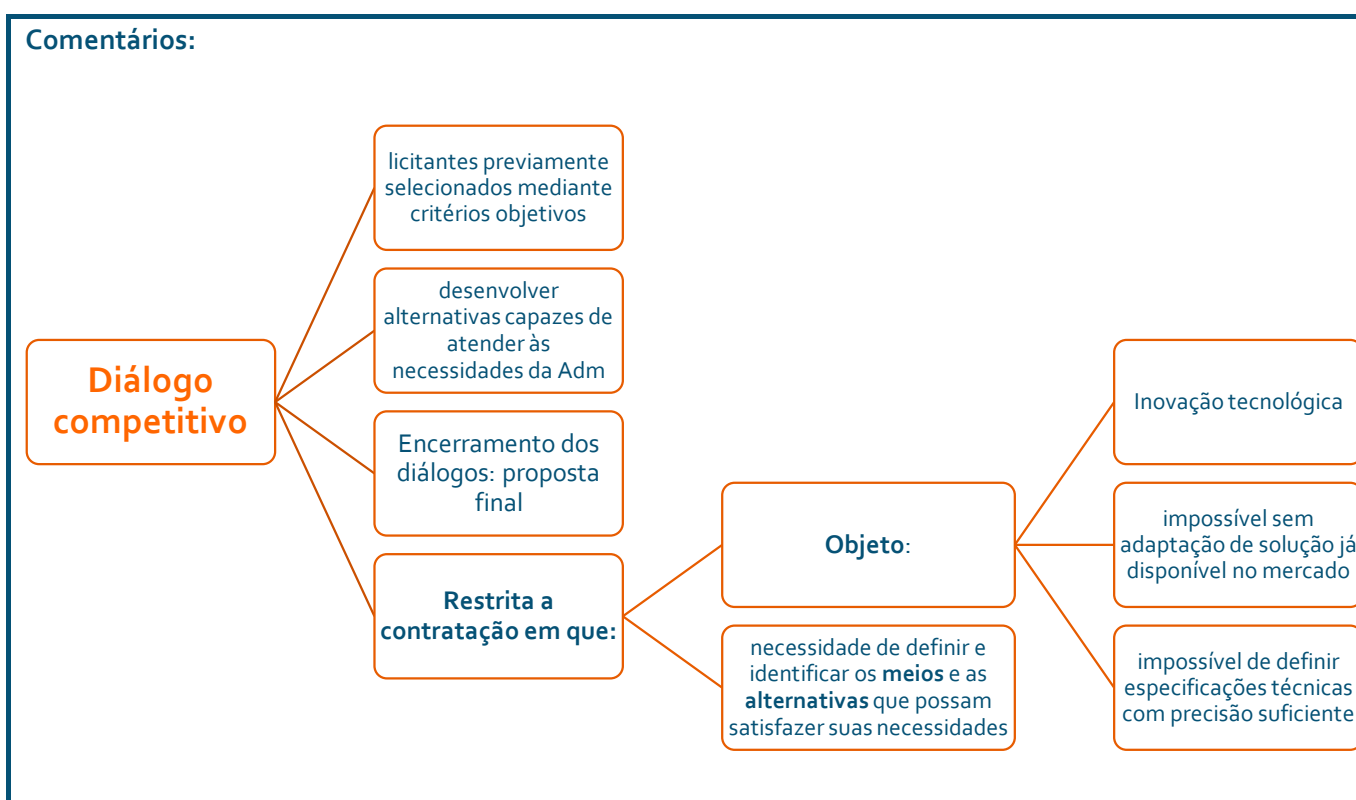 Comentários:
Diálogo
competitivo
licitantes previamente
selecionados mediante
critérios objetivos
desenvolver
alternativas capazes de
atender às
necessidades da Adm
Encerramento dos
diálogos: proposta
final
Restrita a
contratação em que:
Objeto:
necessidade de definir e
identificar os meios e as
alternativas que possam
satisfazer suas necessidades
Inovação tecnológica
impossível sem
adaptação de solução já
disponível no mercado
impossível de definir
especificações técnicas
com precisão suficiente